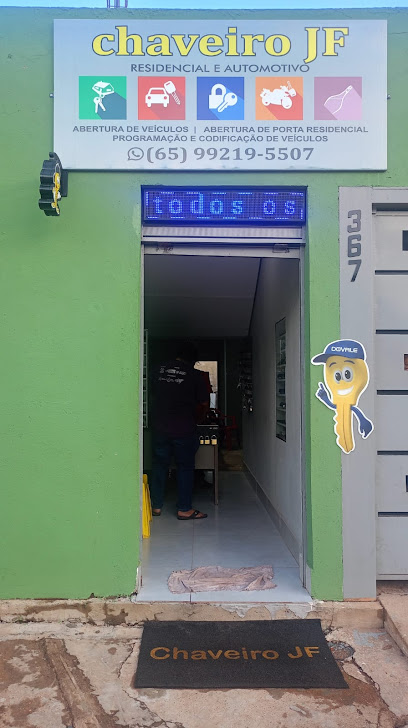 chaveiro JF
RESIDENCIAL E AUTOMOTIVO
ABERTURA DE VEÍCULOS | ABERTURA DE PORTA RESIDENCIAL
PROGRAMAÇÃO E CODIFICAÇÃO DE VEÍCULOS
(65) 99219-5507
todos os
367
DOVALE
Chaveiro JF